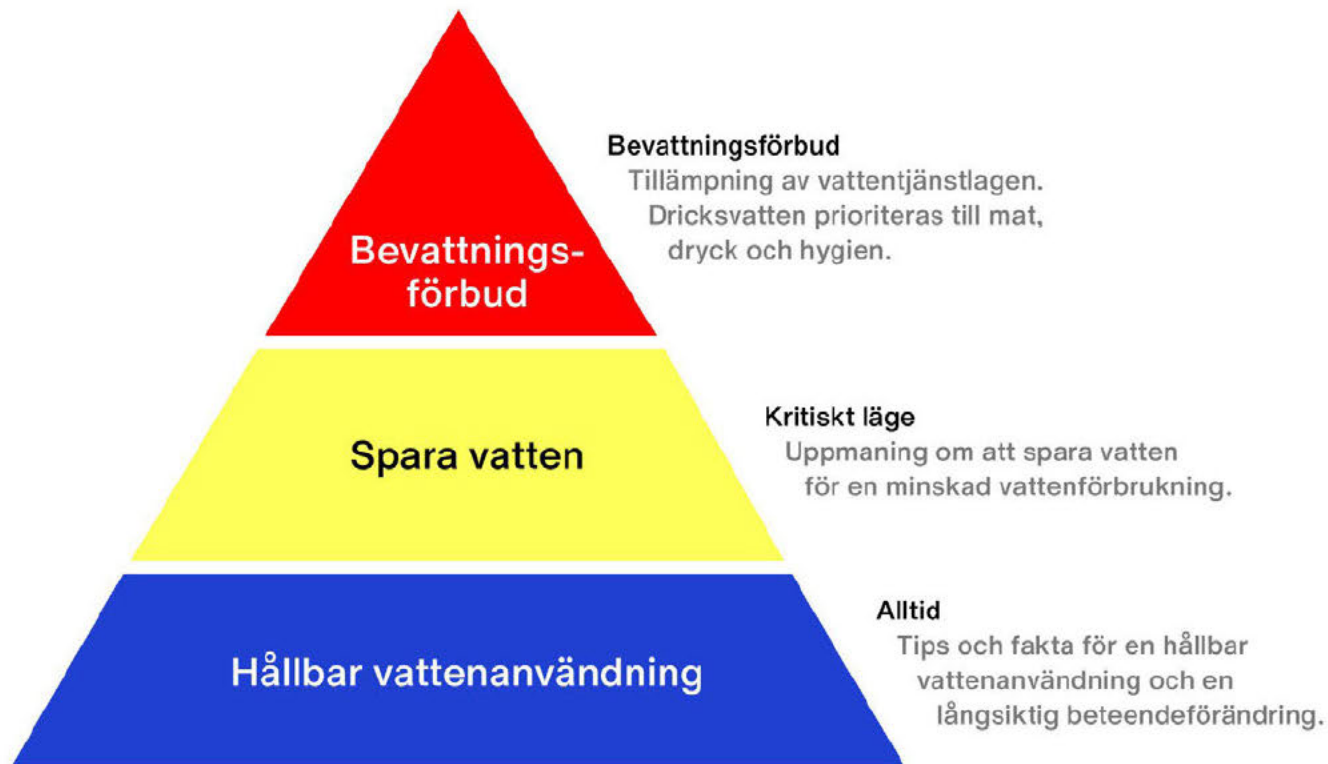 Bevattningsförbud
Tillämpning av vattentjänstlagen.
Dricksvatten prioriteras till mat,
dryck och hygien.
Bevattnings-
förbud
Kritiskt läge
Uppmaning om att spara vatten
för en minskad vattenförbrukning.
Spara vatten
Alltid
Tips och fakta för en hållbar
vattenanvändning och en
långsiktig beteendeförändring.
Hållbar vattenanvändning